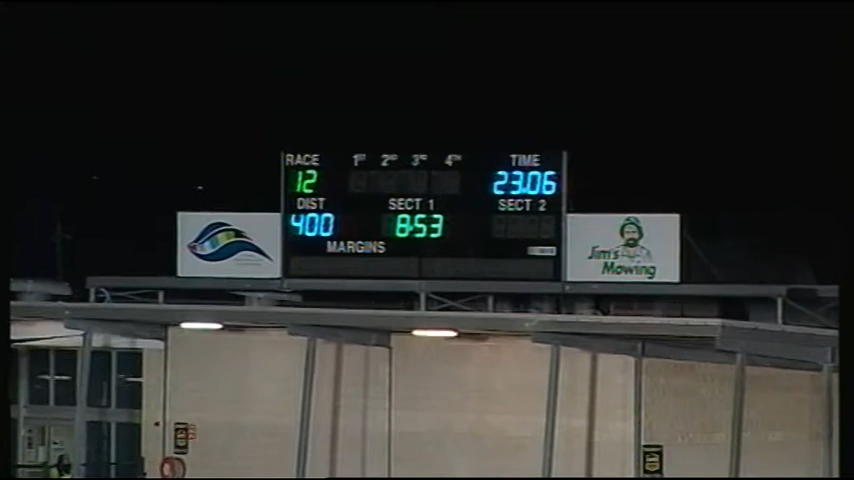 RACE 1ST 2ND 3RD 4TH TIME
12 23.06
DIST SECT 1 SECT 2
400 8.53
MARGINS
Jim's
Mowing